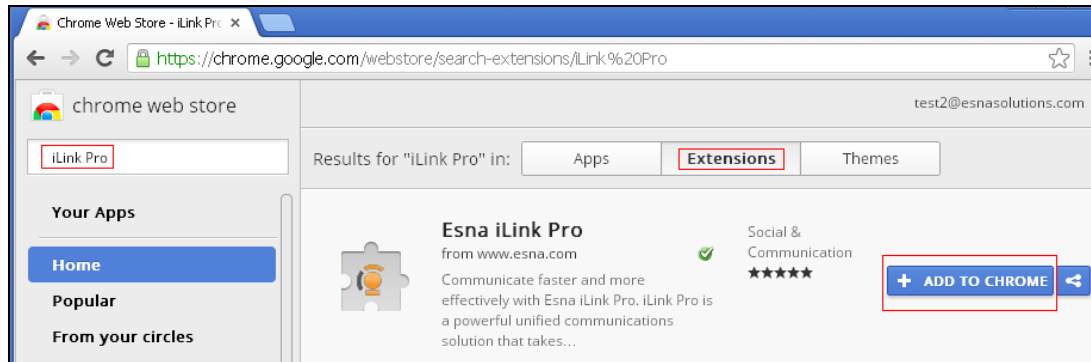 Chrome Web Store - iLink Pro
https://chrome.google.com/webstore/search-extensions/iLink%20Pro
chrome web store
test2@esnasolutions.com
iLink Pro
Results for "iLink Pro" in:
Apps
Extensions
Themes
Your Apps
Home
Popular
From your circles
Esna iLink Pro
from www.esna.com
Communicate faster and more
effectively with Esna iLink Pro. iLink Pro is
a powerful unified communications
solution that takes...
Social &
Communication
★★★★★
+ ADD TO CHROME